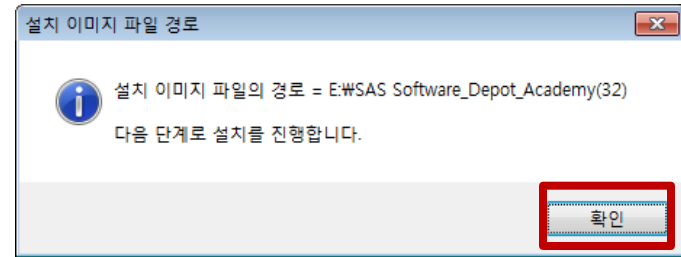 설치 이미지 파일 경로
설치 이미지 파일의 경로 = E:₩SAS Software_Depot_Academy(32)
다음 단계로 설치를 진행합니다.
확인